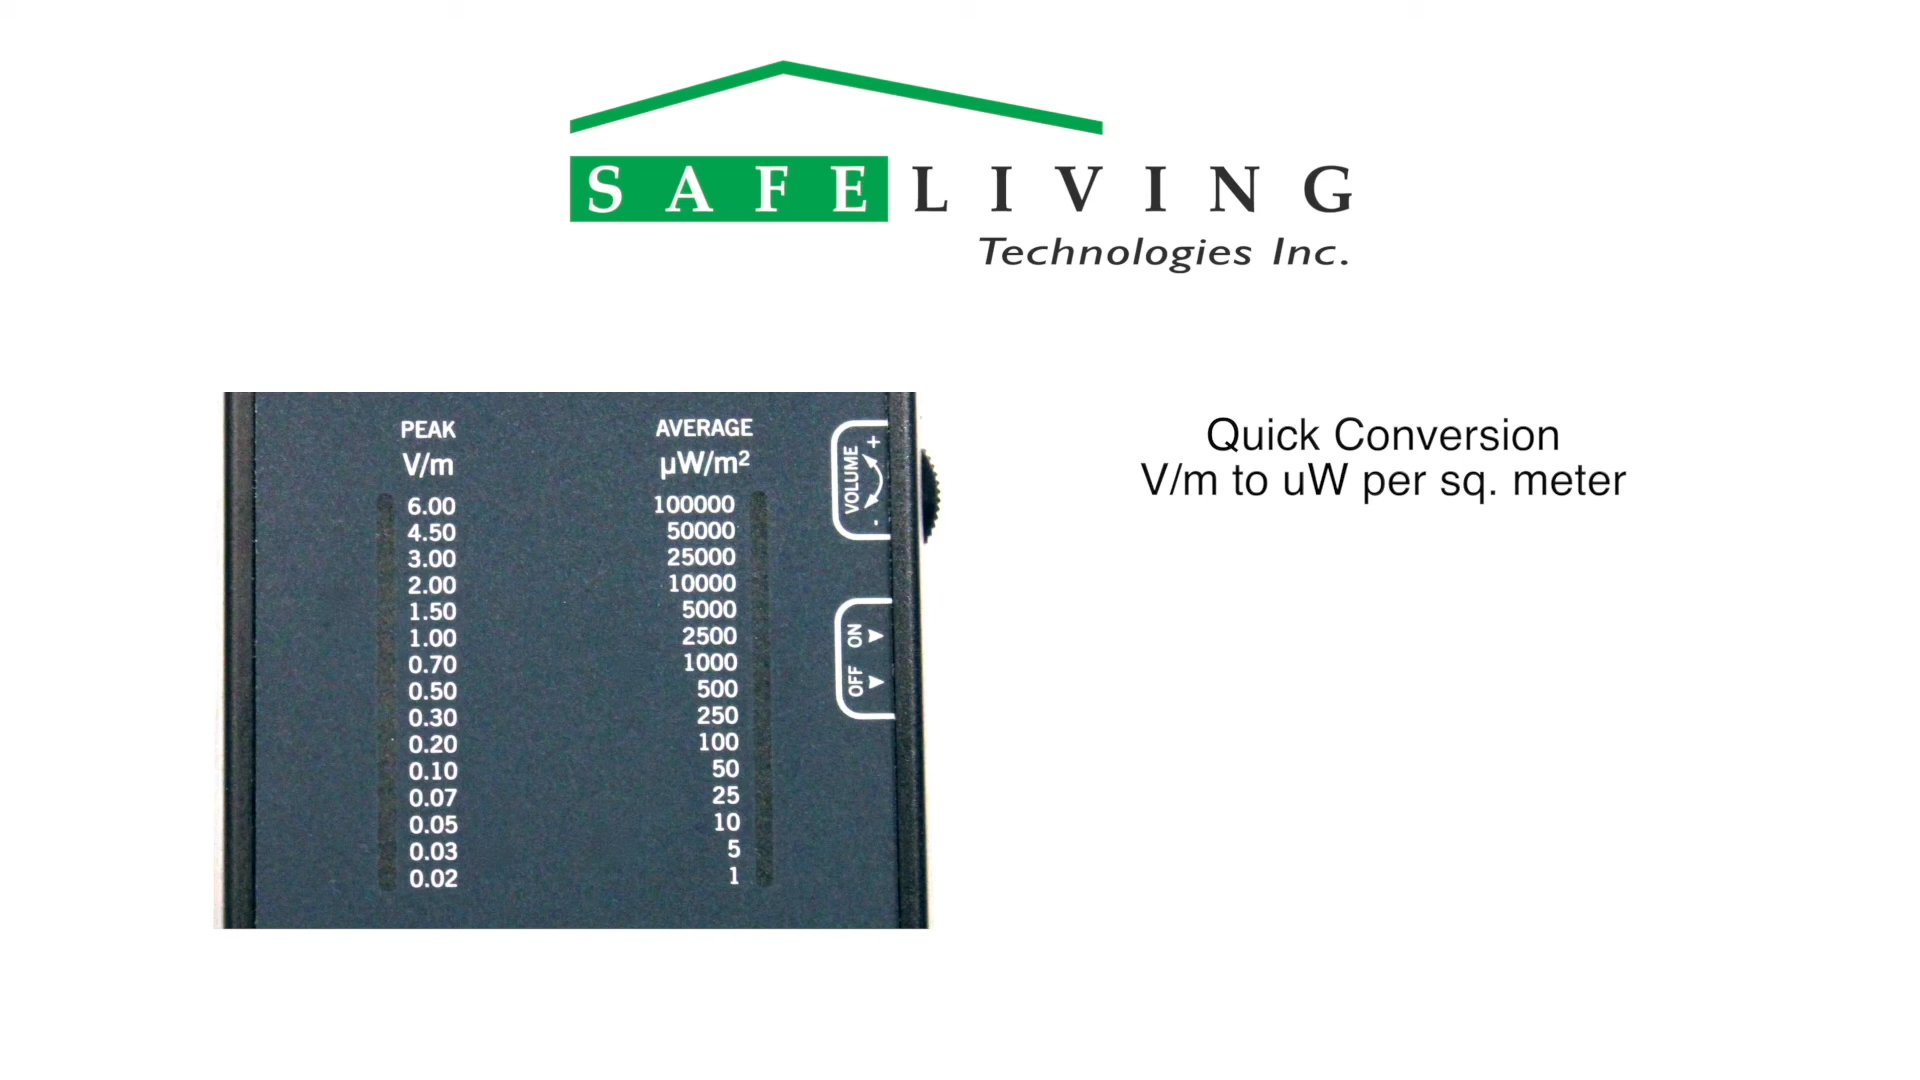 SAFELIVING
Technologies Inc.
PEAK AVERAGE
V/m µW/m²
6.00 100000
4.50 50000
3.00 25000
2.00 10000
1.50 5000
1.00 2500
0.70 1000
0.50 500
0.30 250
0.20 100
0.10 50
0.07 25
0.05 10
0.03 5
0.02 1
- VOLUME +
OFF ON
Quick Conversion
V/m to uW per sq. meter